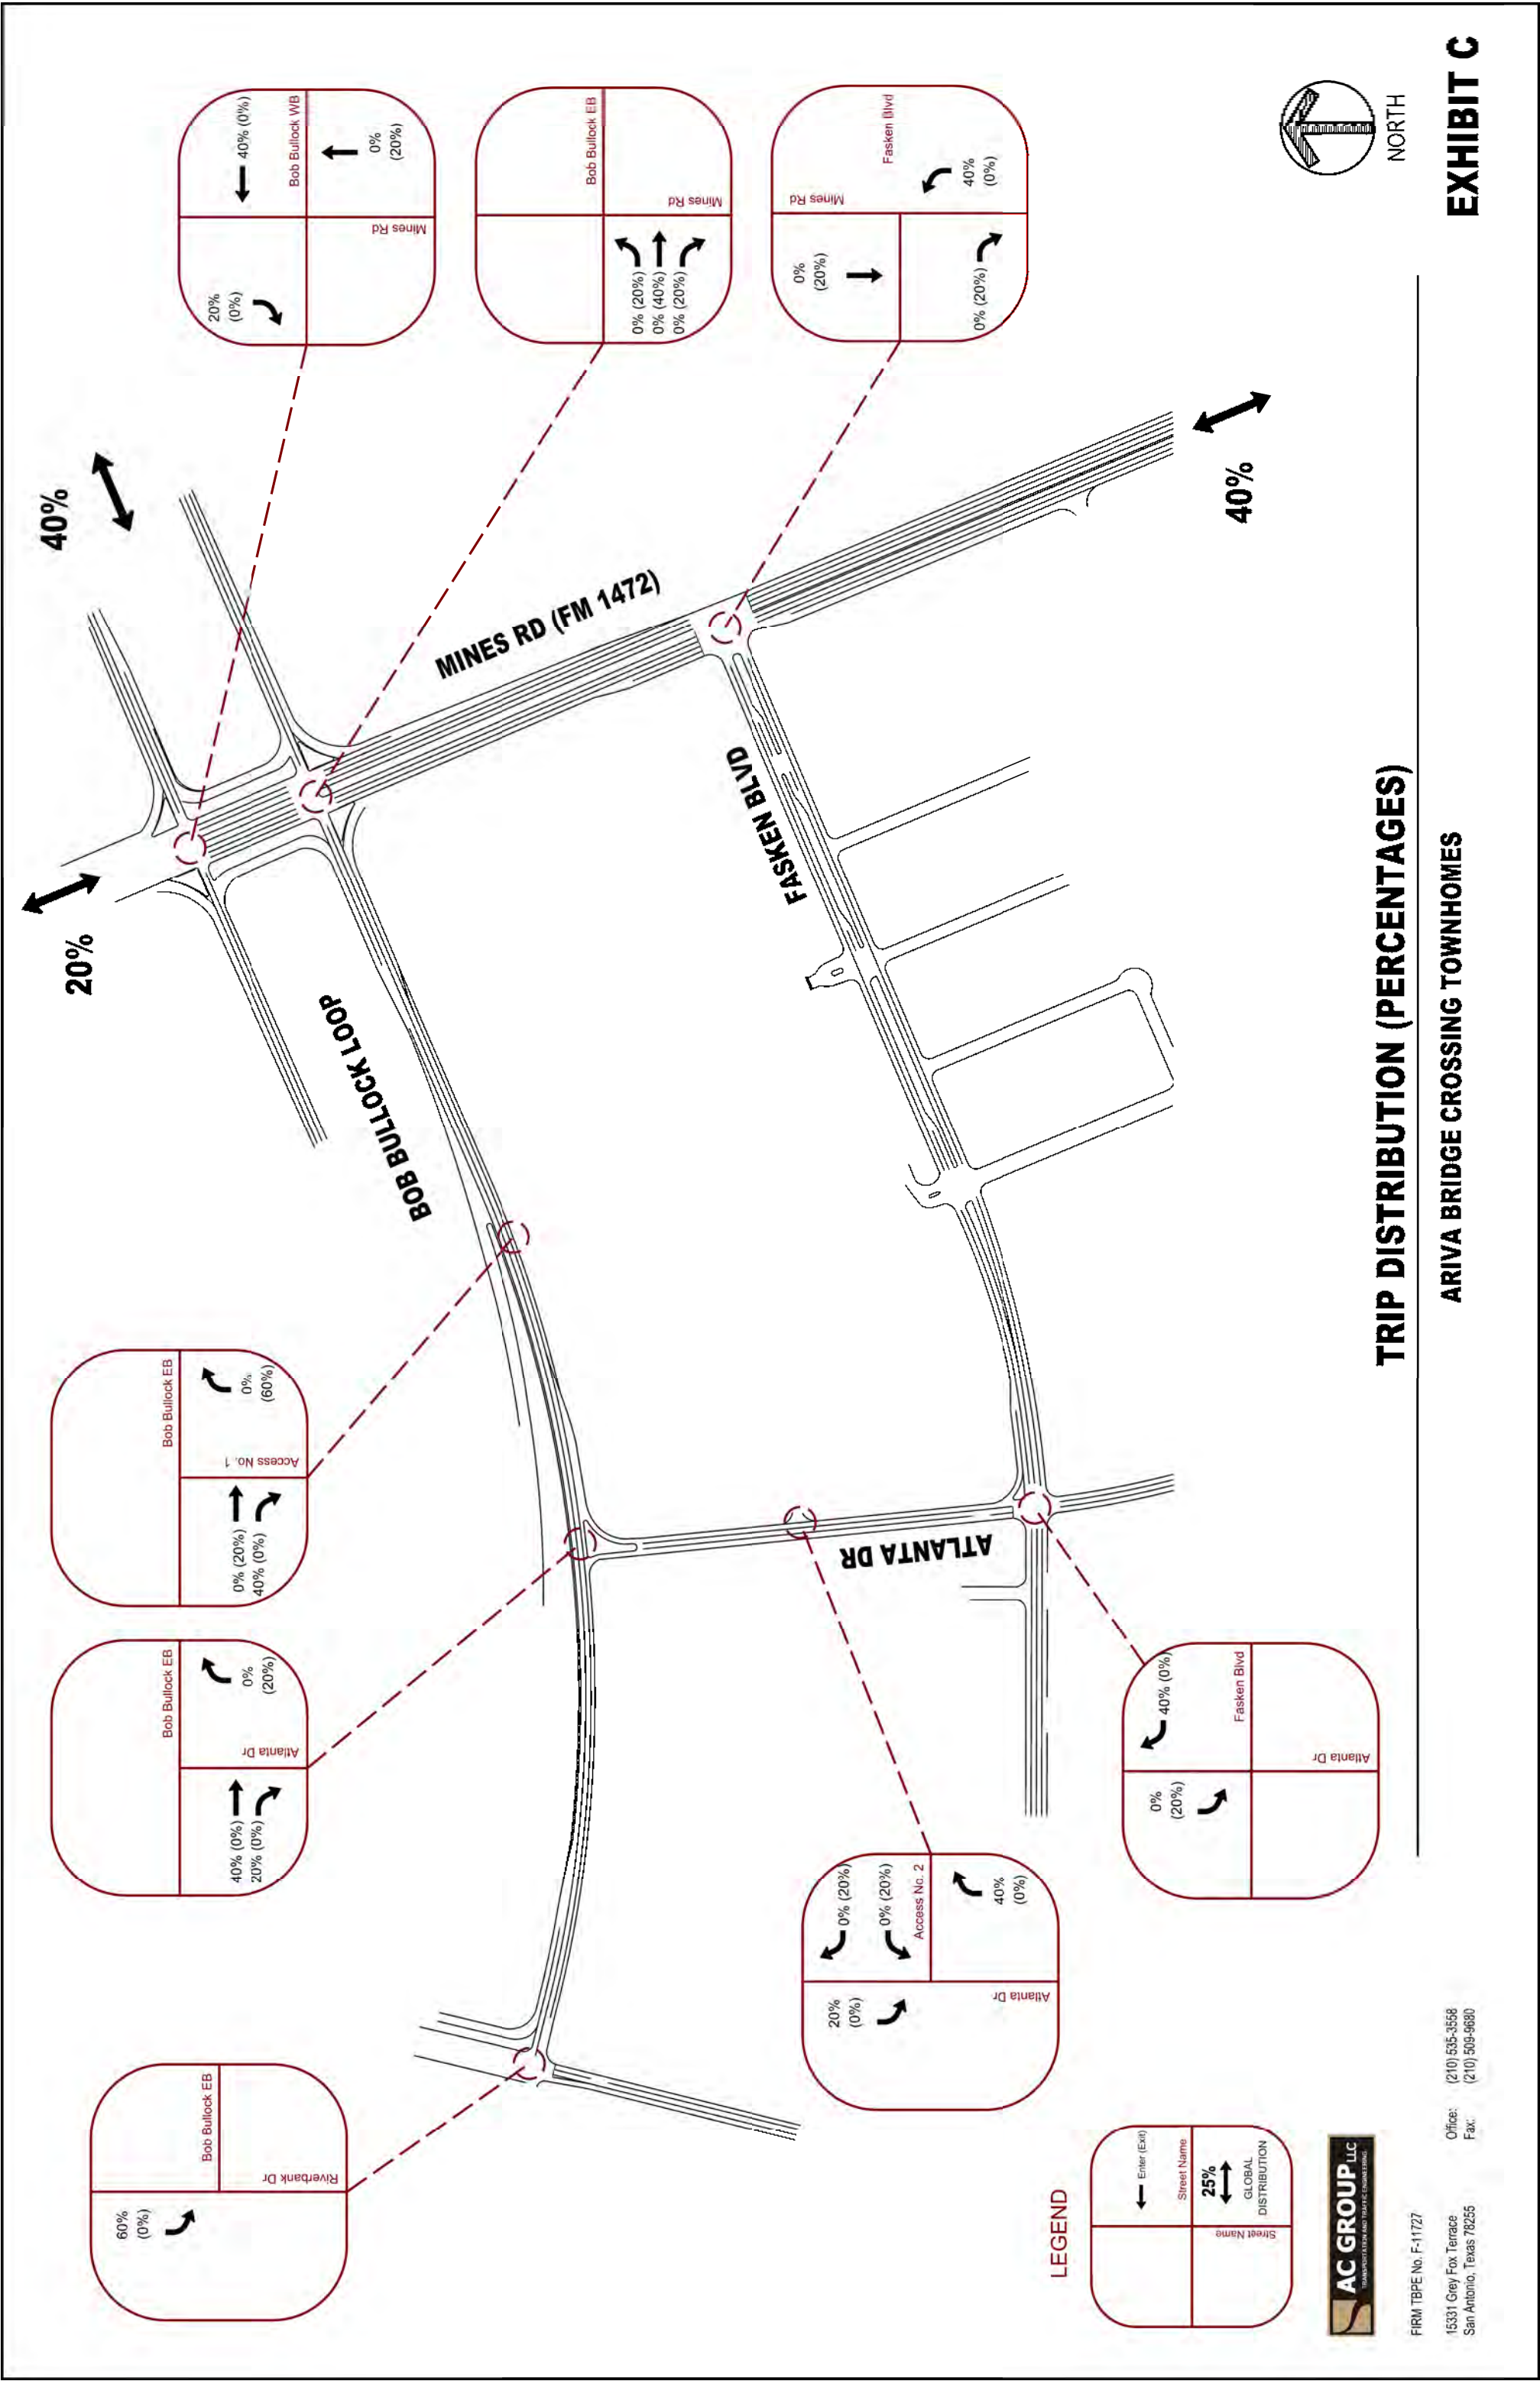 60%
(0%)
Bob Bullock EB
Riverbank Dr
Bob Bullock EB
40% (0%)
20% (0%)
Atlanta Dr
0%
(20%)
Bob Bullock EB
0% (20%)
40% (0%)
Access No. 1
0%
(60%)
20%
40%
20%
(0%)
40% (0%)
Bob Bullock WB
Mines Rd
0%
(20%)
Bob Bullock EB
0% (20%)
0% (40%)
0% (20%)
Mines Rd
0%
(20%)
Mines Rd
Fasken Blvd
0% (20%)
40%
(0%)
BOB BULLOCK LOOP
MINES RD (FM 1472)
FASKEN BLVD
ATLANTA DR
40%
20%
(0%)
0% (20%)
0% (20%)
Access No. 2
Atlanta Dr
40%
(0%)
0%
(20%)
40% (0%)
Fasken Blvd
Atlanta Dr
LEGEND
Enter (Exit)
Street Name
Street Name
25%
GLOBAL
DISTRIBUTION
NORTH
AC GROUP LLC
TRANSPORTATION AND TRAFFIC ENGINEERING
FIRM TBPE No. F-11727
15331 Grey Fox Terrace
San Antonio, Texas 78255
Office: (210) 535-3558
Fax: (210) 509-9680
TRIP DISTRIBUTION (PERCENTAGES)
ARIVA BRIDGE CROSSING TOWNHOMES
EXHIBIT C